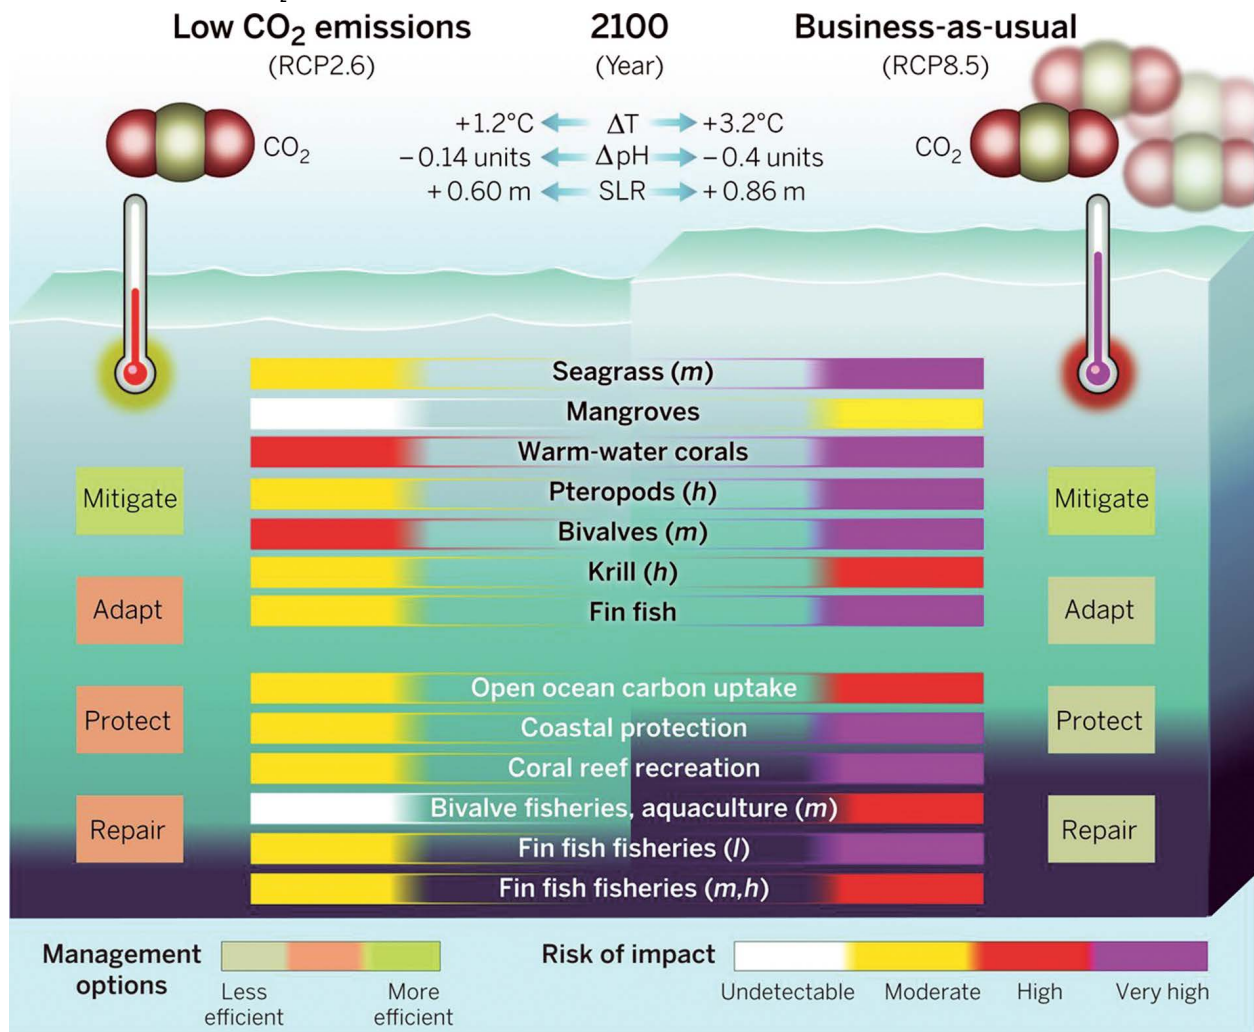 Low CO₂ emissions 2100 Business-as-usual
(RCP2.6) (Year) (RCP8.5)
+1.2°C ΔT +3.2°C
CO₂ CO₂
−0.14 units ΔpH −0.4 units
+0.60 m SLR +0.86 m
Seagrass (m)
Mangroves
Warm-water corals
Pteropods (h)
Mitigate Mitigate
Bivalves (m)
Krill (h)
Fin fish
Adapt Adapt
Open ocean carbon uptake
Protect Protect
Coastal protection
Coral reef recreation
Bivalve fisheries, aquaculture (m)
Repair Repair
Fin fish fisheries (l)
Fin fish fisheries (m,h)
Management
options
Less
efficient
More
efficient
Risk of impact
Undetectable Moderate High Very high